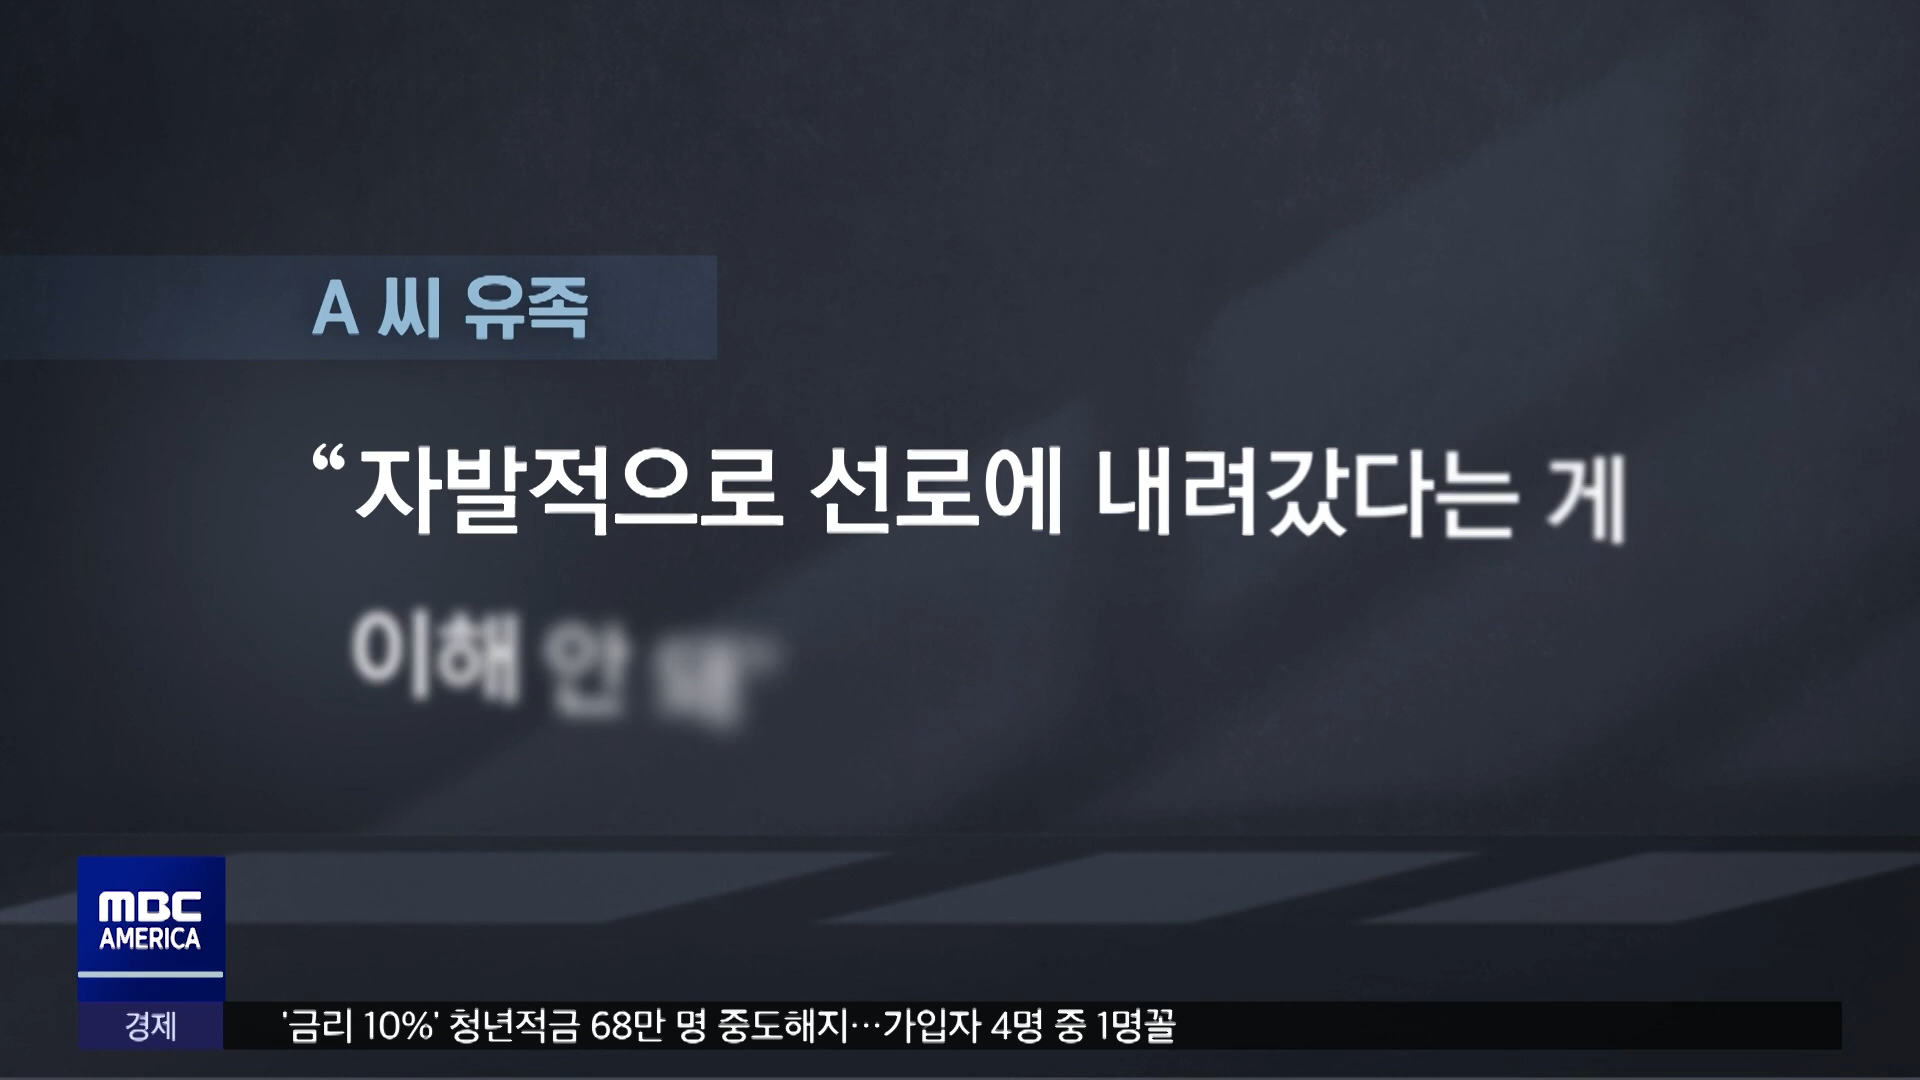 A 씨 유족
“자발적으로 선로에 내려갔다는 게
이해 안 돼”
MBC
AMERICA
경제
'금리 10%' 청년적금 68만 명 중도해지…가입자 4명 중 1명꼴